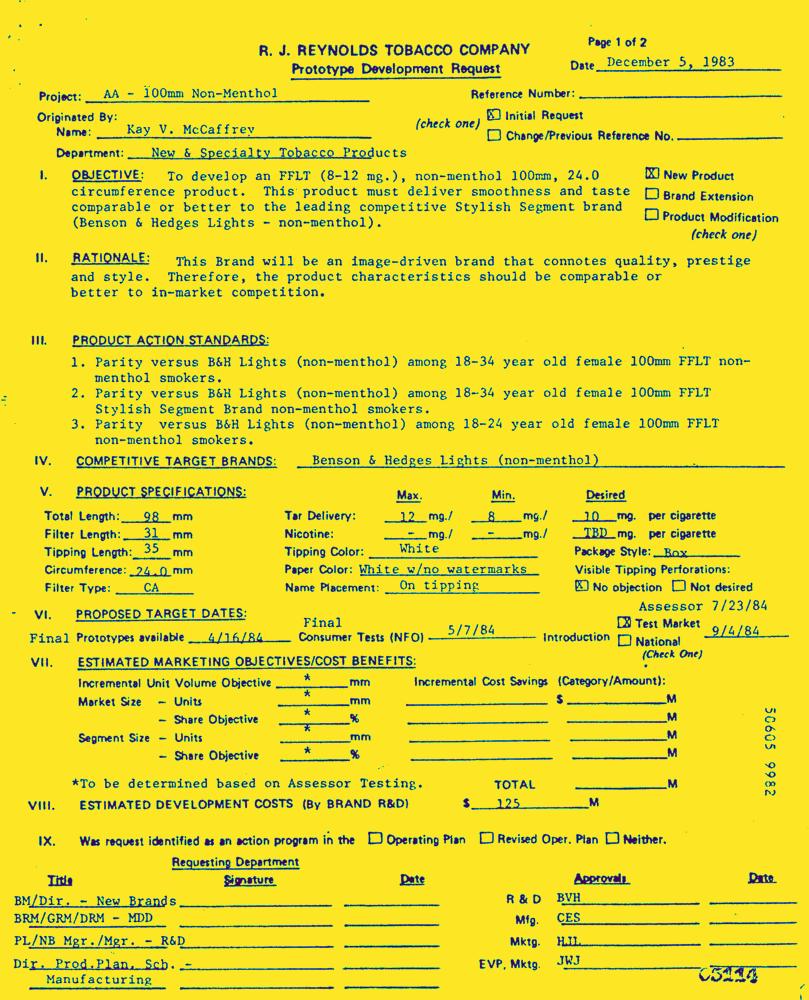 Page 1 of 2
R. J. REYNOLDS TOBACCO COMPANY
Prototype Development Request
Date December 5, 1983
Project: AA - 100mm Non-Menthol
Reference Number:
Originated By:
Name: Kay V. McCaffrey
(check one)
☒ Initial Request
☐ Change/Previous Reference No.
Department: New & Specialty Tobacco Products
I. OBJECTIVE: To develop an FFLT (8-12 mg.), non-menthol 100mm, 24.0
circumference product. This product must deliver smoothness and taste
comparable or better to the leading competitive Stylish Segment brand
(Benson & Hedges Lights - non-menthol).
☒ New Product
☐ Brand Extension
☐ Product Modification
(check one)
II. RATIONALE: This Brand will be an image-driven brand that connotes quality, prestige
and style. Therefore, the product characteristics should be comparable or
better to in-market competition.
III. PRODUCT ACTION STANDARDS:
1. Parity versus B&H Lights (non-menthol) among 18-34 year old female 100mm FFLT non-
menthol smokers.
2. Parity versus B&H Lights (non-menthol) among 18-34 year old female 100mm FFLT
Stylish Segment Brand non-menthol smokers.
3. Parity versus B&H Lights (non-menthol) among 18-24 year old female 100mm FFLT
non-menthol smokers.
IV. COMPETITIVE TARGET BRANDS: Benson & Hedges Lights (non-menthol)
V. PRODUCT SPECIFICATIONS:
Max. Min. Desired
Total Length: 98 mm Tar Delivery: 12 mg./ 8 mg./ 10 mg. per cigarette
Filter Length: 31 mm Nicotine: - mg./ - mg./ TBD mg. per cigarette
Tipping Length: 35 mm Tipping Color: White Package Style: Box
Circumference: 24.0 mm Paper Color: White w/no watermarks Visible Tipping Perforations:
Filter Type: CA Name Placement: On tipping ☒ No objection ☐ Not desired
VI. PROPOSED TARGET DATES:
Assessor 7/23/84
Final Prototypes available 4/16/84 Final Consumer Tests (NFO) 5/7/84 Introduction ☒ Test Market ☐ National 9/4/84
(Check One)
VII. ESTIMATED MARKETING OBJECTIVES/COST BENEFITS:
Incremental Unit Volume Objective * mm Incremental Cost Savings (Category/Amount):
Market Size - Units * mm $ M
- Share Objective * % M
Segment Size - Units * mm M
- Share Objective * % M
*To be determined based on Assessor Testing. TOTAL M
VIII. ESTIMATED DEVELOPMENT COSTS (By BRAND R&D) $ 125 M
IX. Was request identified as an action program in the ☐ Operating Plan ☐ Revised Oper. Plan ☐ Neither.
Requesting Department
Title Signature Date Approvals Date
BM/Dir. - New Brands R & D BVH
BRM/GRM/DRM - MDD Mfg. CES
PL/NB Mgr./Mgr. - R&D Mktg. HJL
Dir. Prod.Plan. Sch. - EVP, Mktg. JWJ
Manufacturing
50605 9982